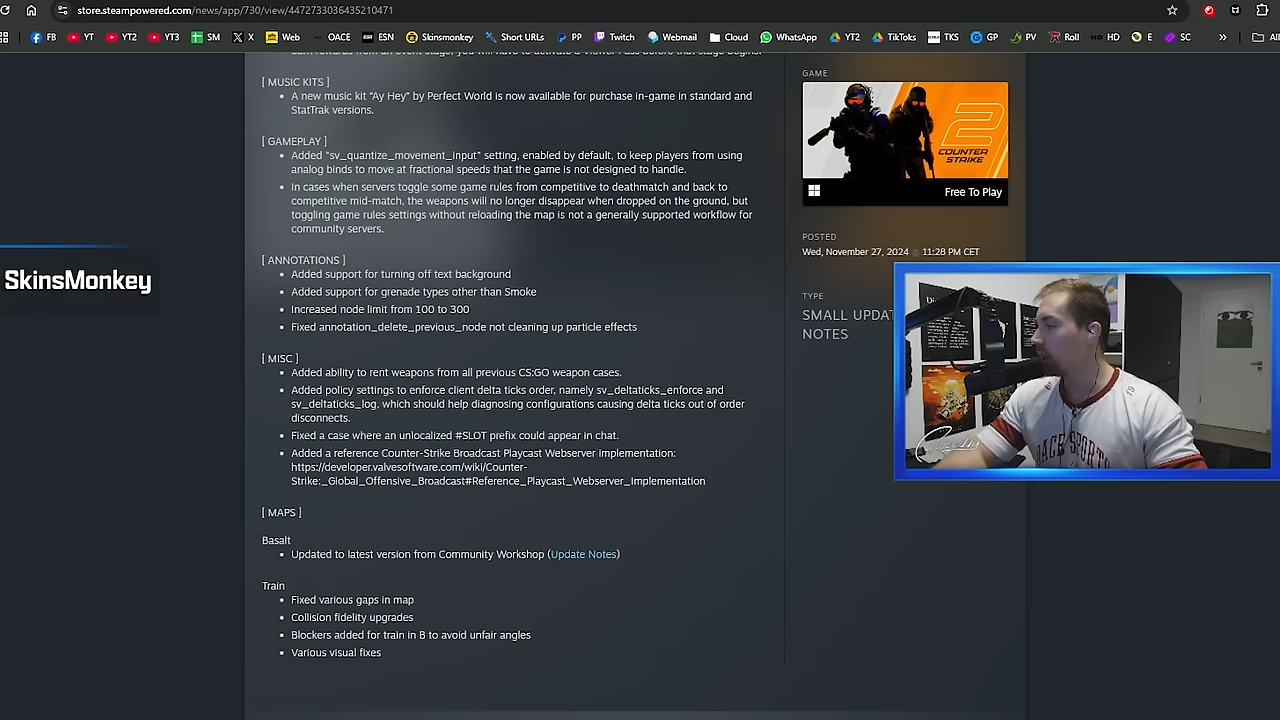 store.steampowered.com/news/app/730/view/4472733036435210471
FB
YT
YT2
YT3
SM
X
Web
OACE
ESN
Skinsmonkey
Short URLs
PP
Twitch
Webmail
Cloud
WhatsApp
YT2
TikToks
TKS
GP
PV
Roll
HD
E
SC
»
All
[ MUSIC KITS ]
A new music kit “Ay Hey” by Perfect World is now available for purchase in-game in standard and
StatTrak versions.
[ GAMEPLAY ]
Added "sv_quantize_movement_input" setting, enabled by default, to keep players from using
analog binds to move at fractional speeds that the game is not designed to handle.
In cases when servers toggle some game rules from competitive to deathmatch and back to
competitive mid-match, the weapons will no longer disappear when dropped on the ground, but
toggling game rules settings without reloading the map is not a generally supported workflow for
community servers.
[ ANNOTATIONS ]
Added support for turning off text background
Added support for grenade types other than Smoke
Increased node limit from 100 to 300
Fixed annotation_delete_previous_node not cleaning up particle effects
[ MISC ]
Added ability to rent weapons from all previous CS:GO weapon cases.
Added policy settings to enforce client delta ticks order, namely sv_deltaticks_enforce and
sv_deltaticks_log, which should help diagnosing configurations causing delta ticks out of order
disconnects.
Fixed a case where an unlocalized #SLOT prefix could appear in chat.
Added a reference Counter-Strike Broadcast Playcast Webserver implementation:
https://developer.valvesoftware.com/wiki/Counter-
Strike:_Global_Offensive_Broadcast#Reference_Playcast_Webserver_Implementation
[ MAPS ]
Basalt
Updated to latest version from Community Workshop (Update Notes)
Train
Fixed various gaps in map
Collision fidelity upgrades
Blockers added for train in B to avoid unfair angles
Various visual fixes
GAME
2
COUNTER
STRIKE
Free To Play
POSTED
Wed, November 27, 2024 @ 11:28 PM CET
TYPE
SMALL UPDAT
NOTES
SkinsMonkey